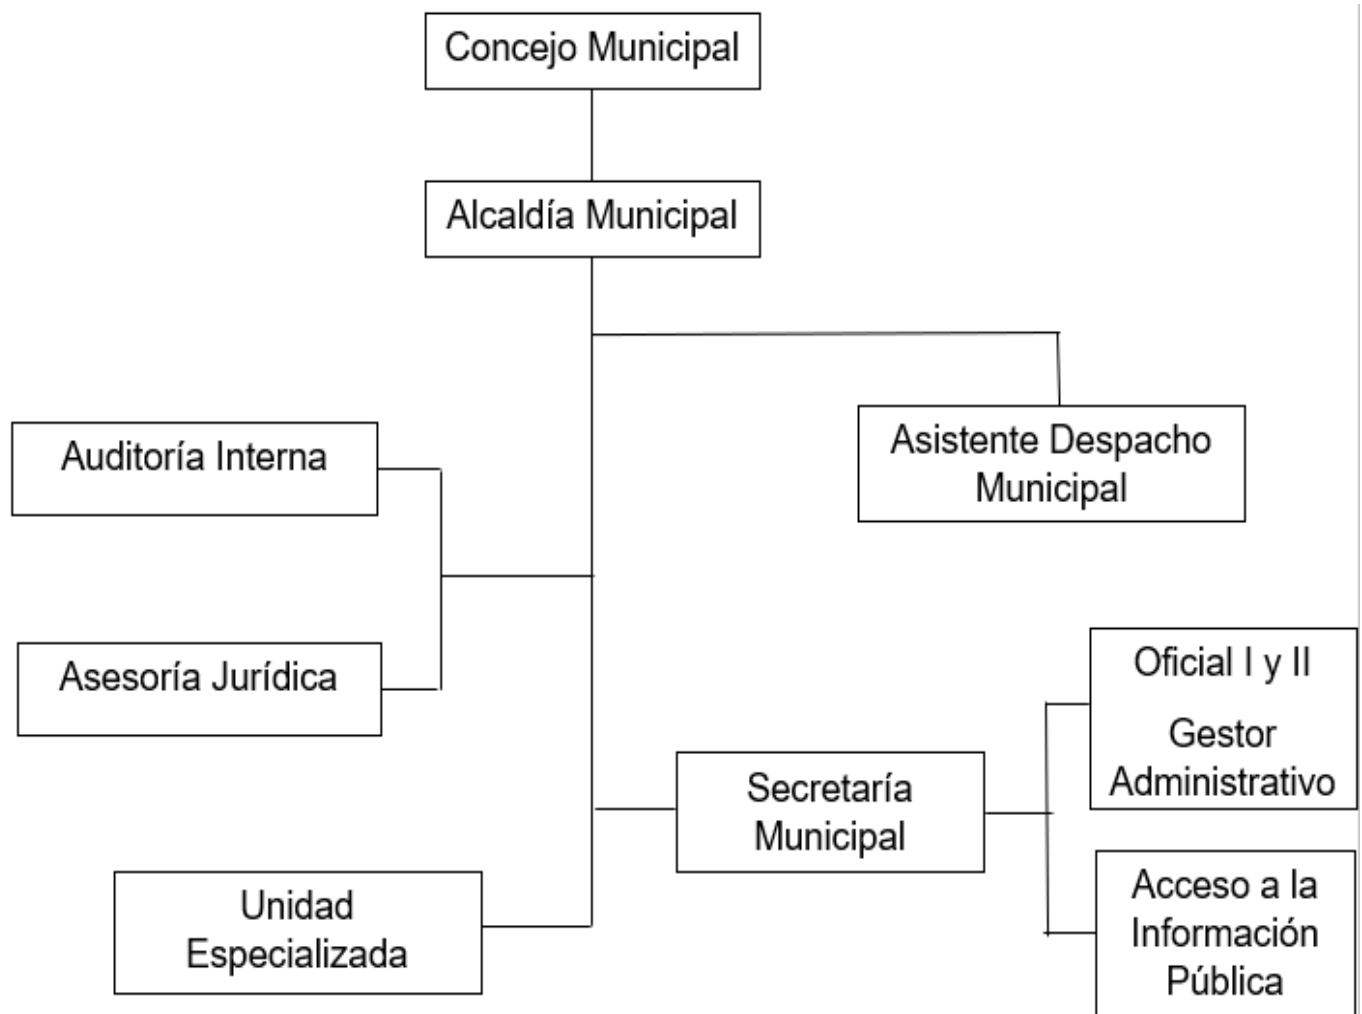 Concejo Municipal
Alcaldía Municipal
Asistente Despacho
Municipal
Auditoría Interna
Asesoría Jurídica
Oficial I y II
Gestor
Administrativo
Secretaría
Municipal
Unidad
Especializada
Acceso a la
Información
Pública